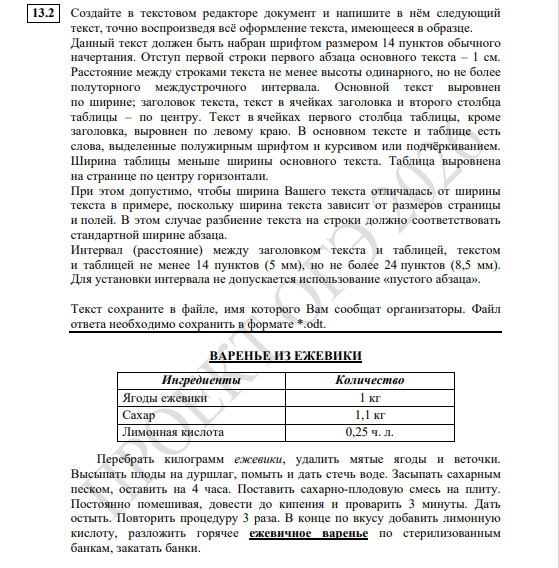 13.2
Создайте в текстовом редакторе документ и напишите в нём следующий
текст, точно воспроизведя всё оформление текста, имеющееся в образце.
Данный текст должен быть набран шрифтом размером 14 пунктов обычного
начертания. Отступ первой строки первого абзаца основного текста – 1 см.
Расстояние между строками текста не менее высоты одинарного, но не более
полуторного междустрочного интервала. Основной текст выровнен
по ширине; заголовок текста, текст в ячейках заголовка и второго столбца
таблицы – по центру. Текст в ячейках первого столбца таблицы, кроме
заголовка, выровнен по левому краю. В основном тексте и таблице есть
слова, выделенные полужирным шрифтом и курсивом или подчёркиванием.
Ширина таблицы меньше ширины основного текста. Таблица выровнена
на странице по центру горизонтали.
При этом допустимо, чтобы ширина Вашего текста отличалась от ширины
текста в примере, поскольку ширина текста зависит от размеров страницы
и полей. В этом случае разбиение текста на строки должно соответствовать
стандартной ширине абзаца.
Интервал (расстояние) между заголовком текста и таблицей, текстом
и таблицей не менее 14 пунктов (5 мм), но не более 24 пунктов (8,5 мм).
Для установки интервала не допускается использование «пустого абзаца».
Текст сохраните в файле, имя которого Вам сообщат организаторы. Файл
ответа необходимо сохранить в формате *.odt.
ВАРЕНЬЕ ИЗ ЕЖЕВИКИ
Ингредиенты Количество
Ягоды ежевики 1 кг
Сахар 1,1 кг
Лимонная кислота 0,25 ч. л.
Перебрать килограмм ежевики, удалить мятые ягоды и веточки.
Высыпать плоды на дуршлаг, помыть и дать стечь воде. Засыпать сахарным
песком, оставить на 4 часа. Поставить сахарно-плодовую смесь на плиту.
Постоянно помешивая, довести до кипения и проварить 3 минуты. Дать
остыть. Повторить процедуру 3 раза. В конце по вкусу добавить лимонную
кислоту, разложить горячее ежевичное варенье по стерилизованным
банкам, закатать банки.
ПРОЕКТ ОГЭ 2026